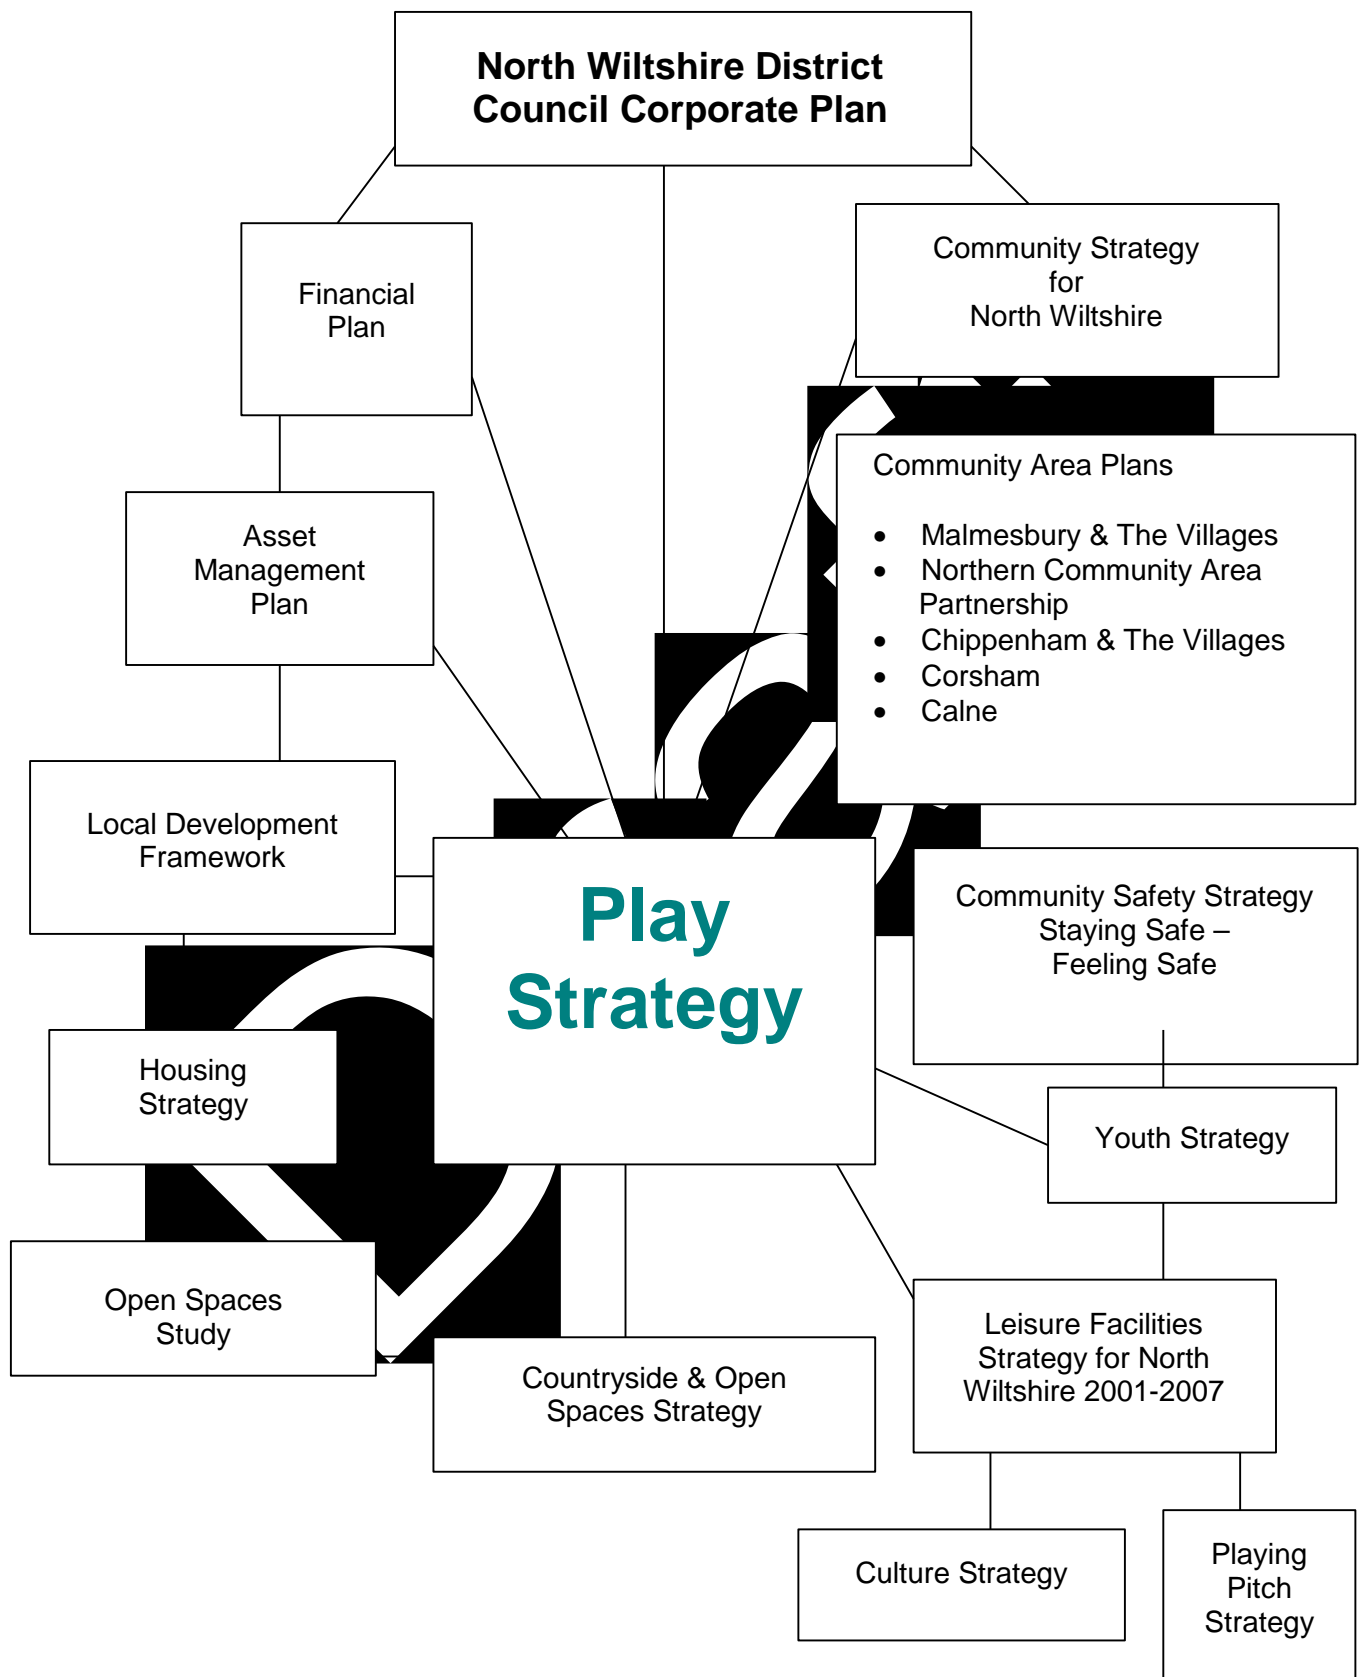 North Wiltshire District
Council Corporate Plan
Financial
Plan
Community Strategy
for
North Wiltshire
Community Area Plans
• Malmesbury & The Villages
• Northern Community Area
Partnership
• Chippenham & The Villages
• Corsham
• Calne
Asset
Management
Plan
Local Development
Framework
Play
Strategy
Community Safety Strategy
Staying Safe –
Feeling Safe
Housing
Strategy
Youth Strategy
Open Spaces
Study
Countryside & Open
Spaces Strategy
Leisure Facilities
Strategy for North
Wiltshire 2001-2007
Culture Strategy
Playing
Pitch
Strategy